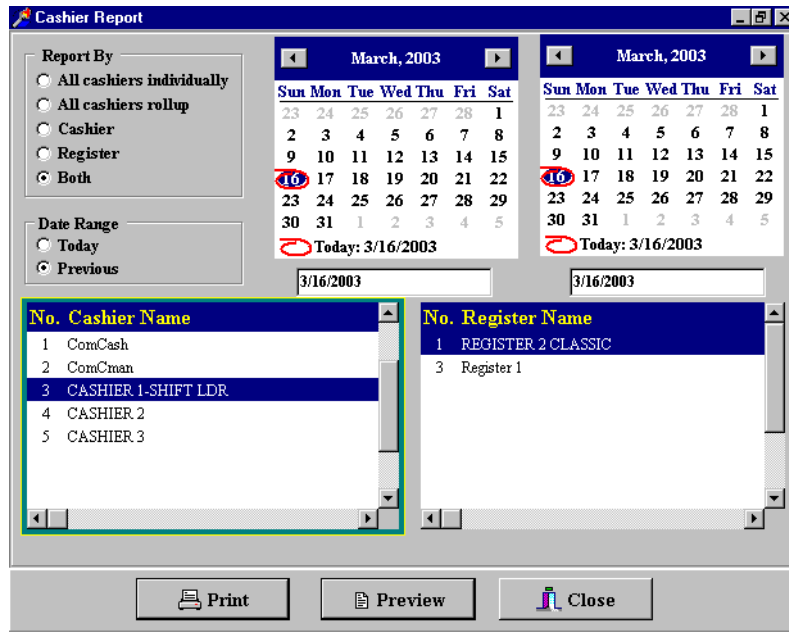 Cashier Report
Report By
All cashiers individually
All cashiers rollup
Cashier
Register
Both
Date Range
Today
Previous
March, 2003
Sun Mon Tue Wed Thu Fri Sat
23 24 25 26 27 28 1
2 3 4 5 6 7 8
9 10 11 12 13 14 15
16 17 18 19 20 21 22
23 24 25 26 27 28 29
30 31 1 2 3 4 5
Today: 3/16/2003
3/16/2003
March, 2003
Sun Mon Tue Wed Thu Fri Sat
23 24 25 26 27 28 1
2 3 4 5 6 7 8
9 10 11 12 13 14 15
16 17 18 19 20 21 22
23 24 25 26 27 28 29
30 31 1 2 3 4 5
Today: 3/16/2003
3/16/2003
No. Cashier Name
1 ComCash
2 ComCman
3 CASHIER 1-SHIFT LDR
4 CASHIER 2
5 CASHIER 3
No. Register Name
1 REGISTER 2 CLASSIC
3 Register 1
Print
Preview
Close